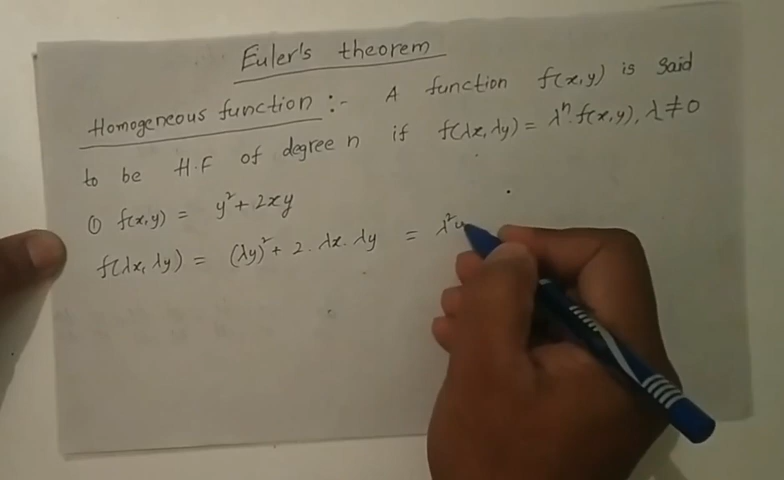 Euler's theorem
Homogeneous function :- A function f(x,y) is said
to be H.F of degree n if f(λx, λy) = λⁿ.f(x,y), λ≠0
① f(x,y) = y² + 2xy
f(λx, λy) = (λy)² + 2. λx. λy = λ²y